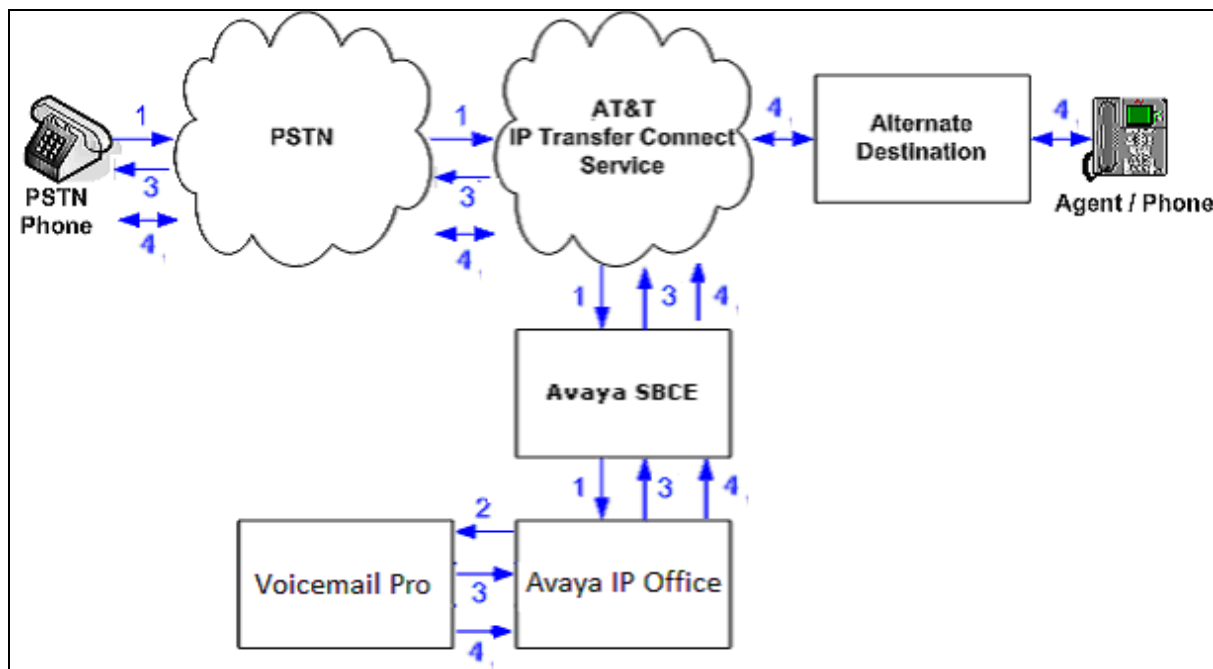 1
PSTN
1
AT&T
IP Transfer Connect
Service
4
Alternate
Destination
4
3
3
PSTN
Phone
4
4
Agent / Phone
1
3
4
Avaya SBCE
1
3
4
2
Voicemail Pro
3
Avaya IP Office
4